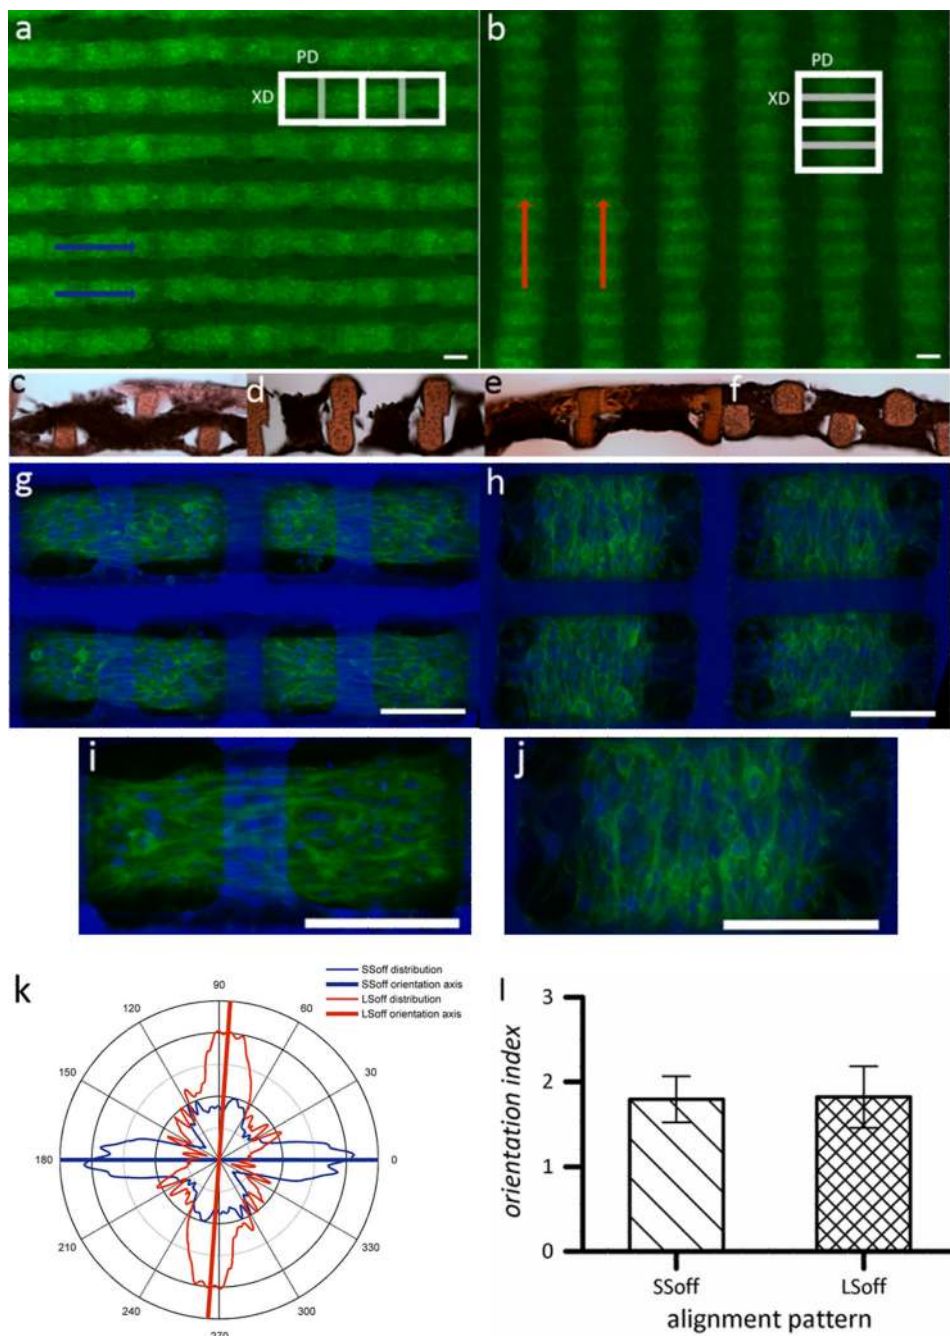 a
b
PD
XD
PD
XD
c
d
e
f
g
h
i
j
k
SSoff distribution
SSoff orientation axis
LSoff distribution
LSoff orientation axis
90
120
60
150
30
180
0
210
330
240
300
270
l
3
2
1
0
orientation index
SSoff
LSoff
alignment pattern